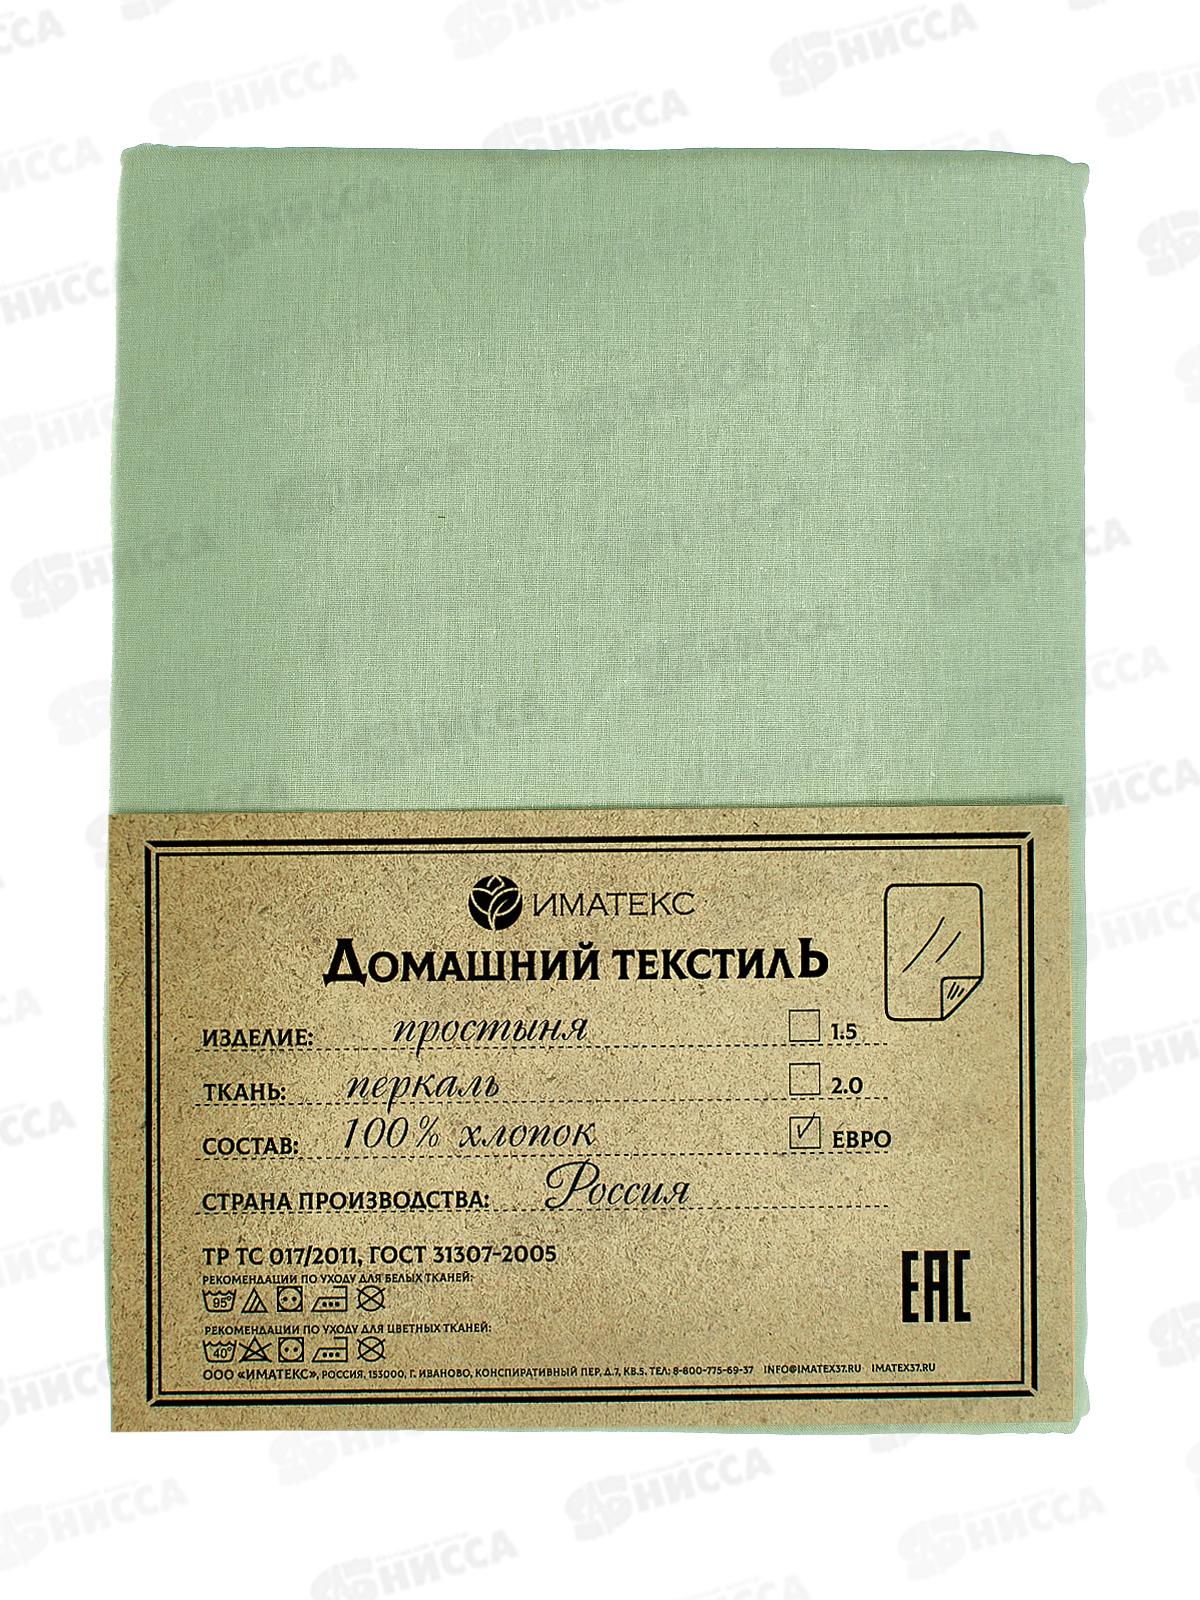 ИМАТЕКС
Домашний текстилЬ
ИЗДЕЛИЕ: простыня
1.5
ТКАНЬ: перкаль
2.0
СОСТАВ: 100% хлопок
ЕВРО
СТРАНА ПРОИЗВОДСТВА: Россия
ТР ТС 017/2011, ГОСТ 31307-2005
РЕКОМЕНДАЦИИ ПО УХОДУ ДЛЯ БЕЛЫХ ТКАНЕЙ:
95°
РЕКОМЕНДАЦИИ ПО УХОДУ ДЛЯ ЦВЕТНЫХ ТКАНЕЙ:
40°
EAC
ООО «ИМАТЕКС», РОССИЯ, 153000, Г. ИВАНОВО, КОНСПИРАТИВНЫЙ ПЕР, Д.7, КВ.5. ТЕЛ: 8-800-775-69-37 INFO@IMATEX37.RU IMATEX37.RU
НИССА